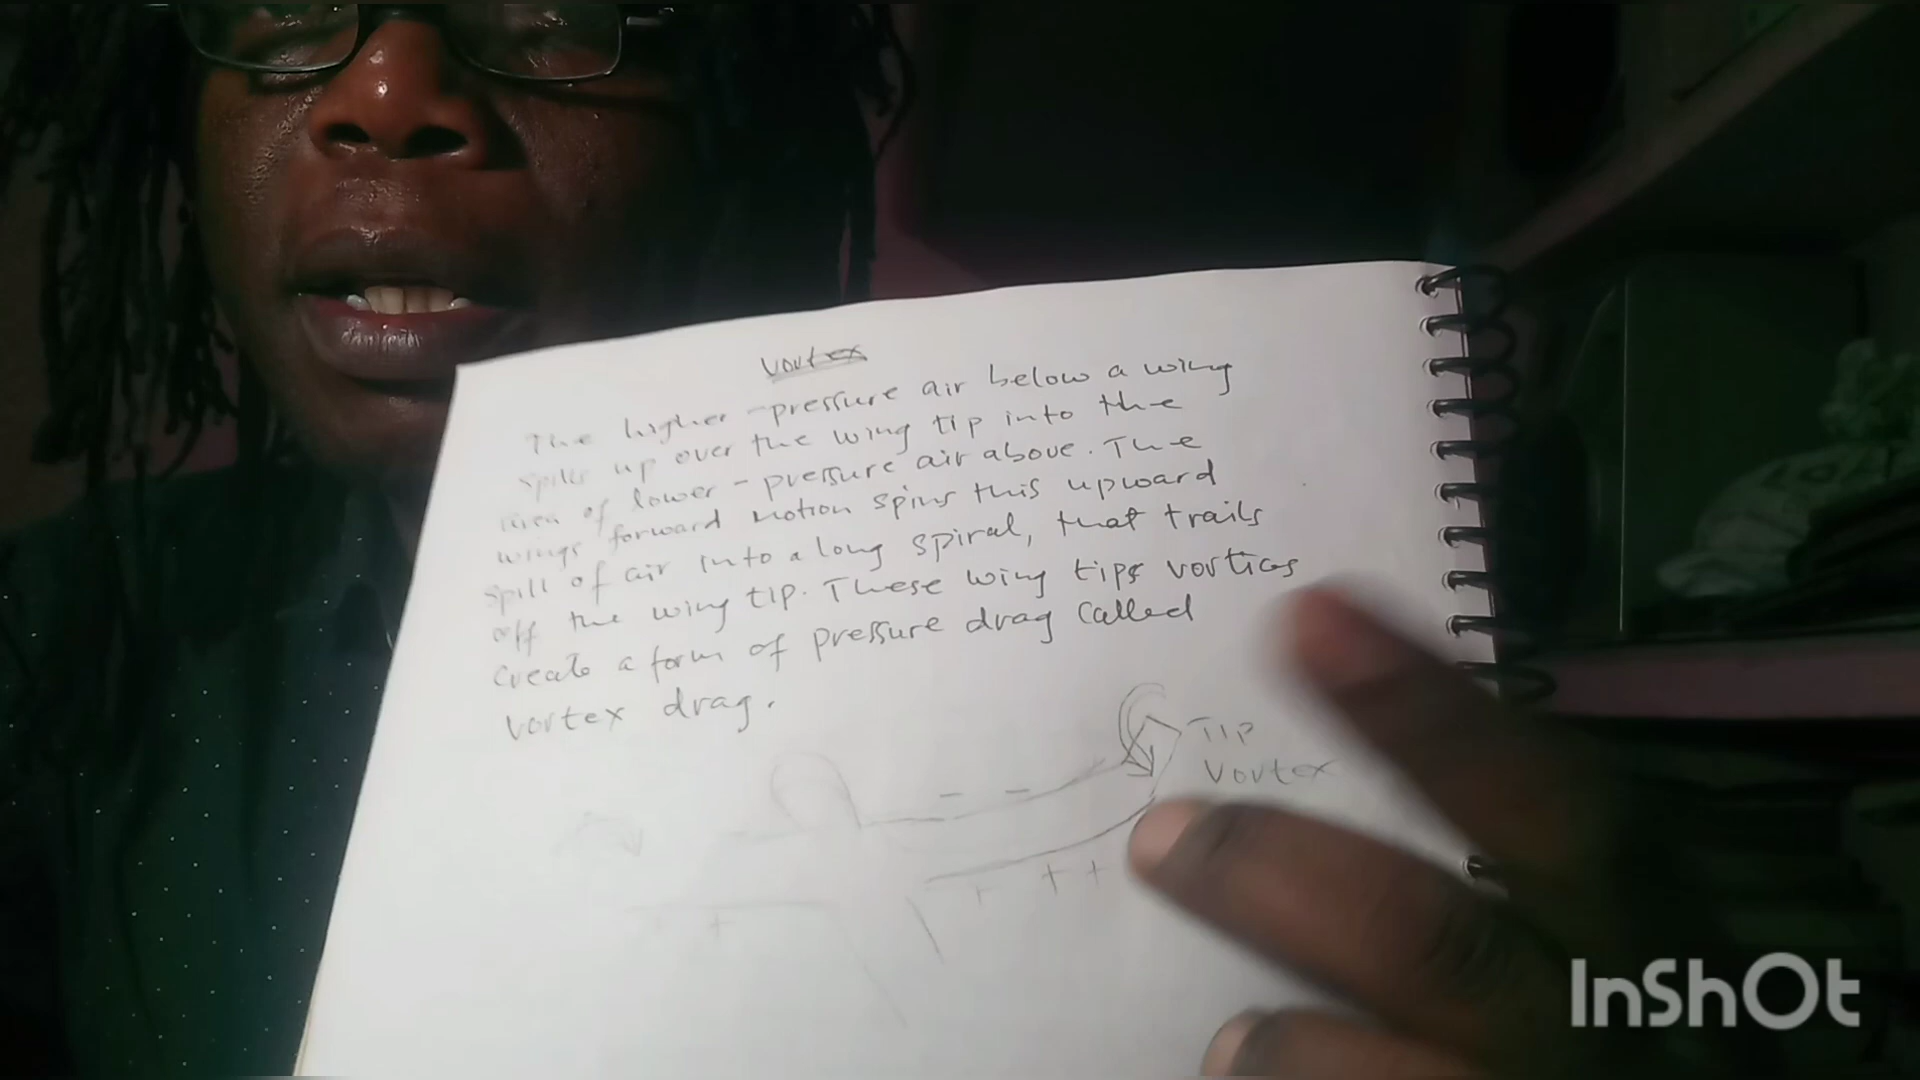 Vortex
The higher-pressure air below a wing
spills up over the wing tip into the
area of lower-pressure air above. The
wings forward motion spins this upward
spill of air into a long spiral, that trails
off the wing tip. These wing tips vortices
create a form of pressure drag called
vortex drag.
Tip
Vortex
- -
+ + +
+
InShOt